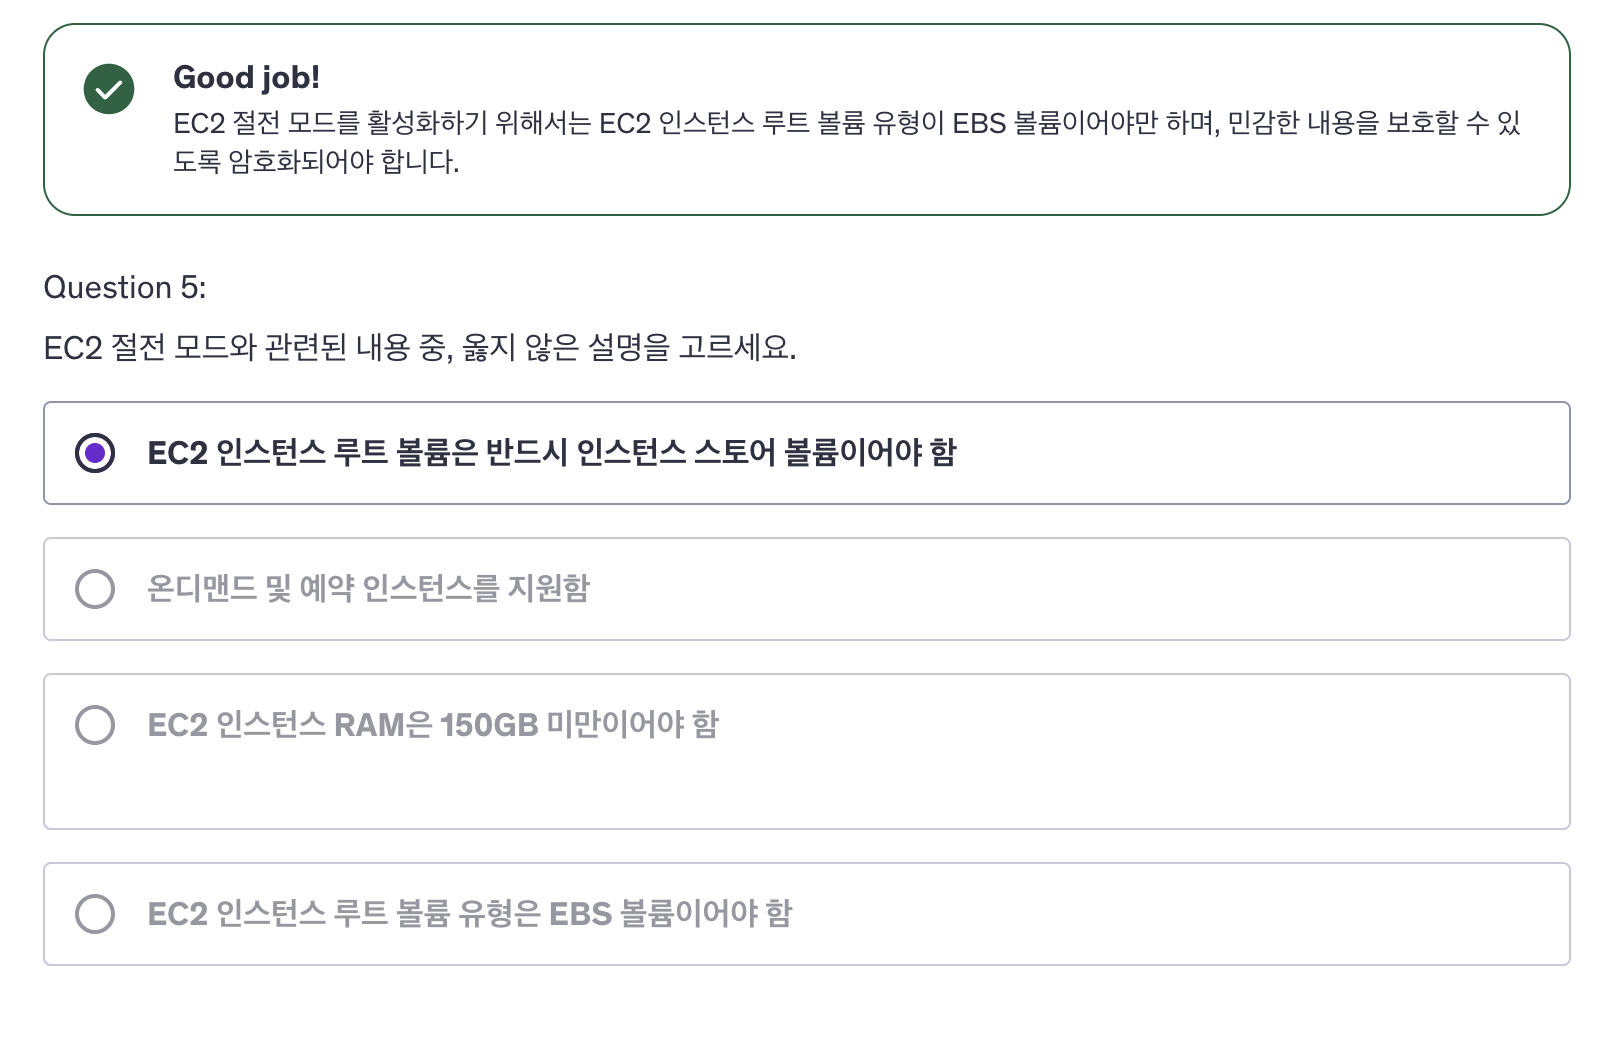 Good job!
EC2 절전 모드를 활성화하기 위해서는 EC2 인스턴스 루트 볼륨 유형이 EBS 볼륨이어야만 하며, 민감한 내용을 보호할 수 있
도록 암호화되어야 합니다.
Question 5:
EC2 절전 모드와 관련된 내용 중, 옳지 않은 설명을 고르세요.
EC2 인스턴스 루트 볼륨은 반드시 인스턴스 스토어 볼륨이어야 함
온디맨드 및 예약 인스턴스를 지원함
EC2 인스턴스 RAM은 150GB 미만이어야 함
EC2 인스턴스 루트 볼륨 유형은 EBS 볼륨이어야 함